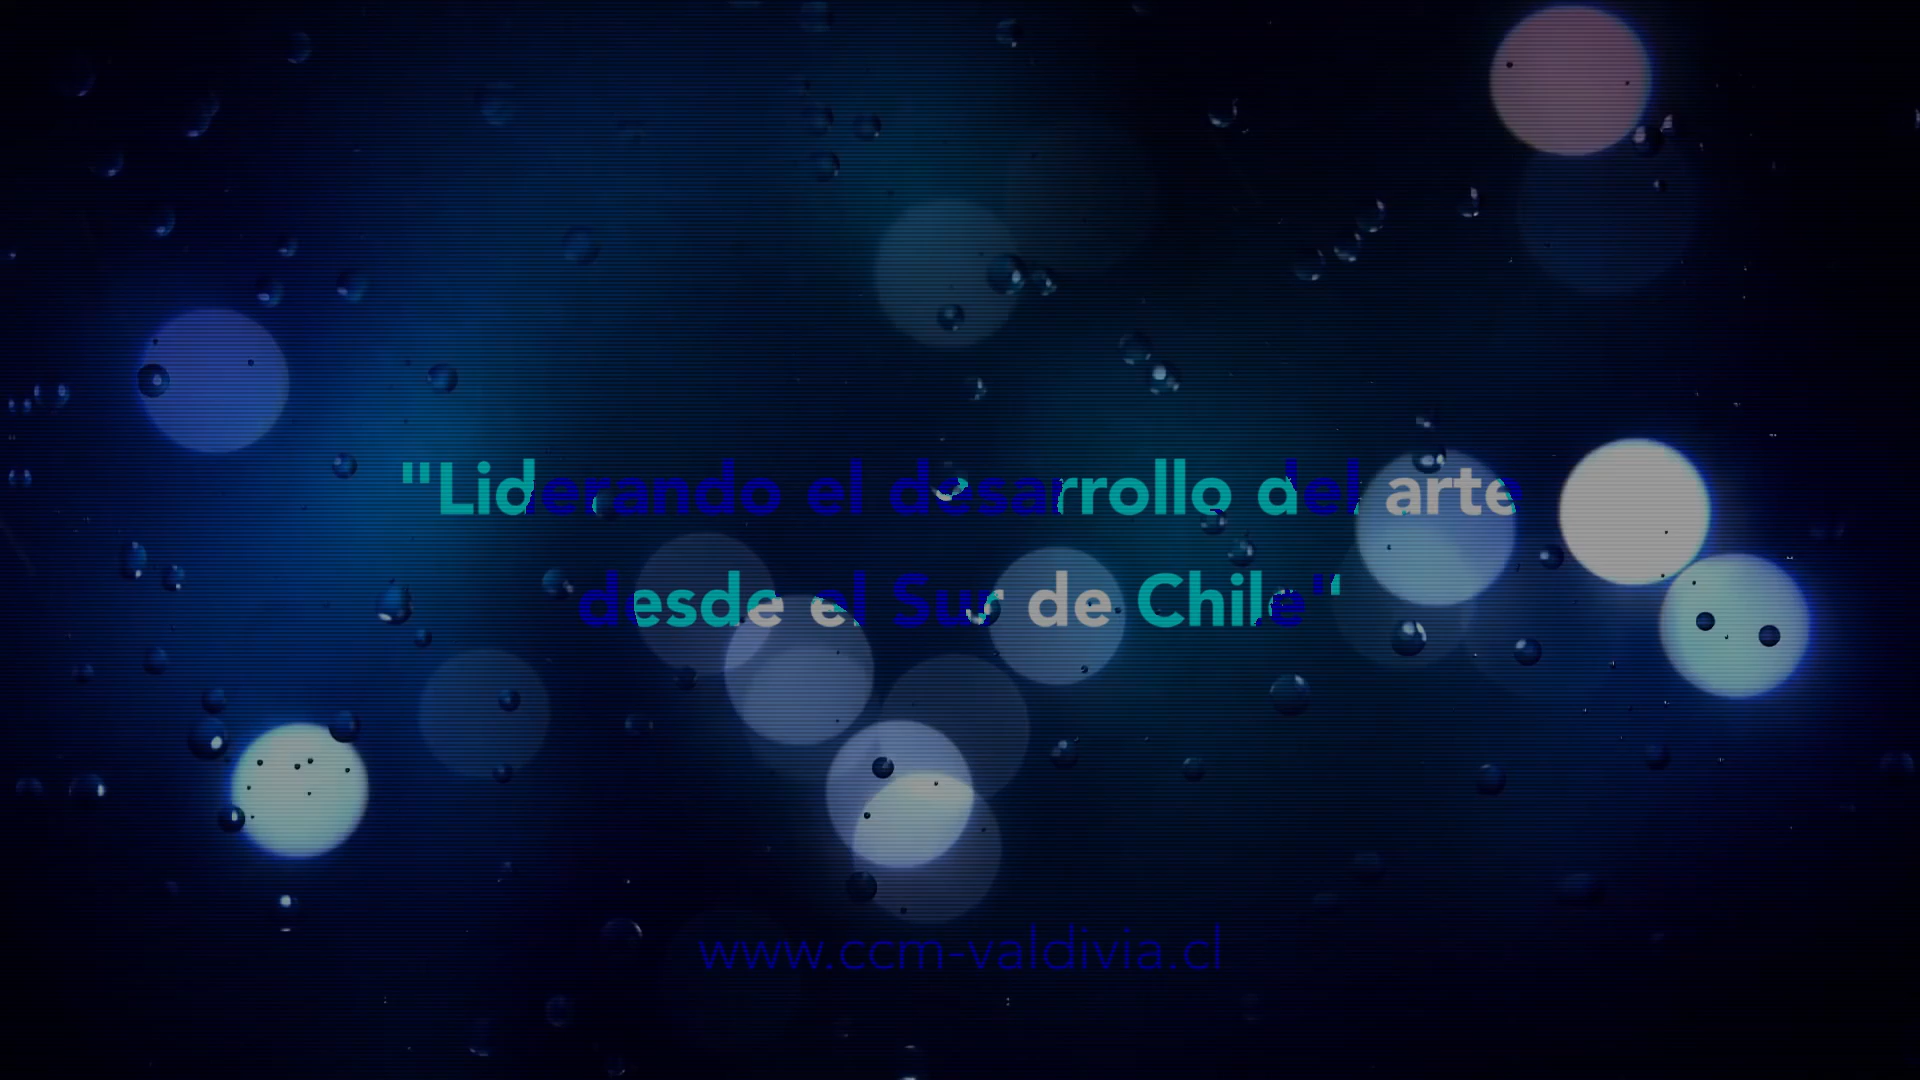 "Liderando el desarrollo del arte
desde el Sur de Chile"
www.ccm-valdivia.cl